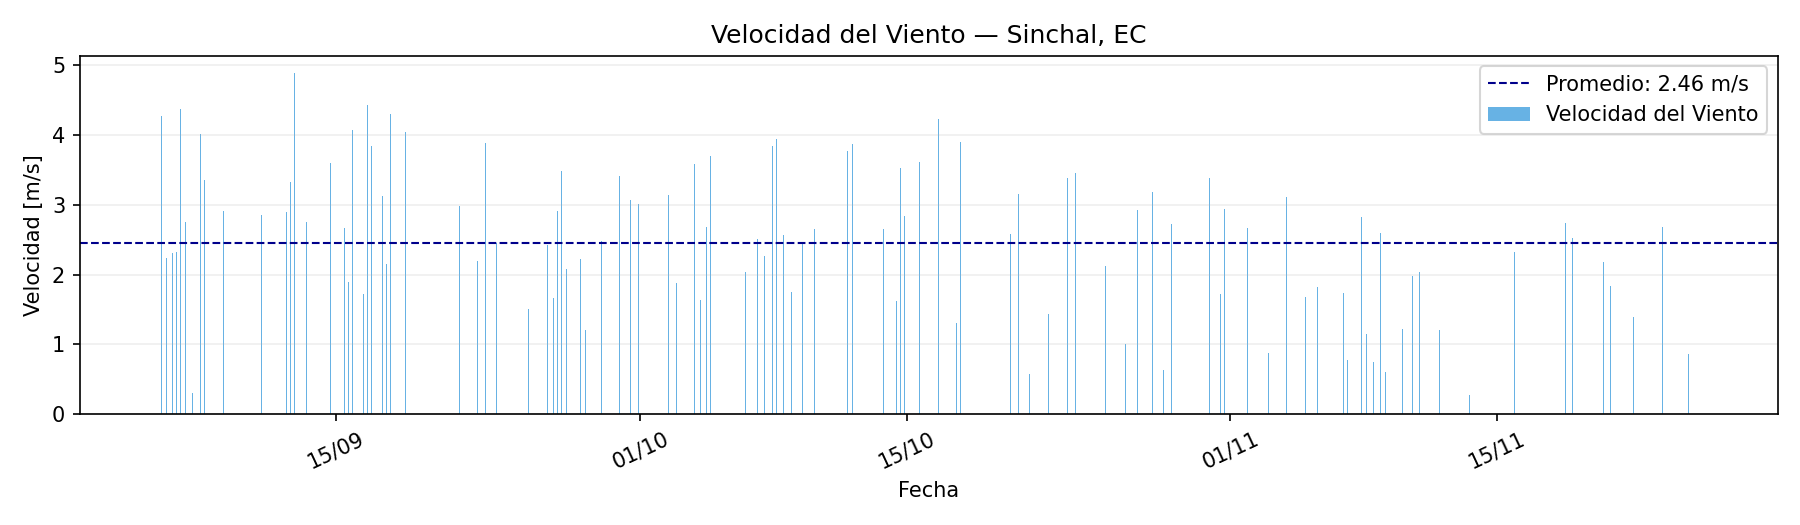 Velocidad del Viento — Sinchal, EC
Promedio: 2.46 m/s
Velocidad del Viento
Velocidad [m/s]
5
4
3
2
1
0
15/09
01/10
15/10
01/11
15/11
Fecha